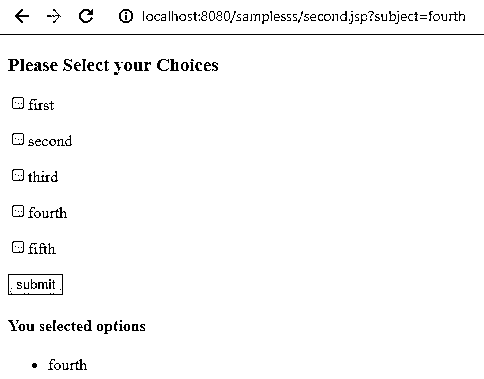 localhost:8080/samplesss/second.jsp?subject=fourth
Please Select your Choices
first
second
third
fourth
fifth
submit
You selected options
fourth